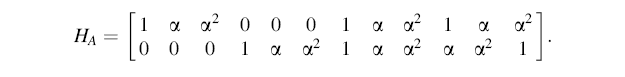 H_A = [ 1 α α² 0 0 0 1 α α² 1 α α²
0 0 0 1 α α² 1 α α² α α² 1 ].